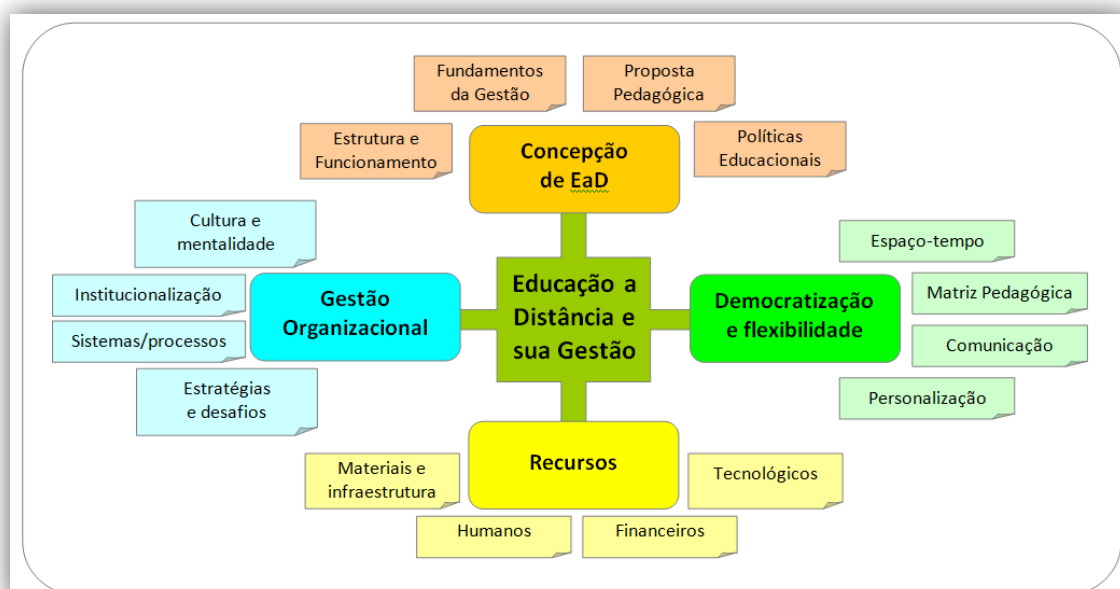 Fundamentos
da Gestão
Proposta
Pedagógica
Estrutura e
Funcionamento
Concepção
de EaD
Políticas
Educacionais
Cultura e
mentalidade
Institucionalização
Sistemas/processos
Estratégias
e desafios
Gestão
Organizacional
Educação a
Distância e
sua Gestão
Democratização
e flexibilidade
Espaço-tempo
Matriz Pedagógica
Comunicação
Personalização
Recursos
Materiais e
infraestrutura
Humanos
Financeiros
Tecnológicos